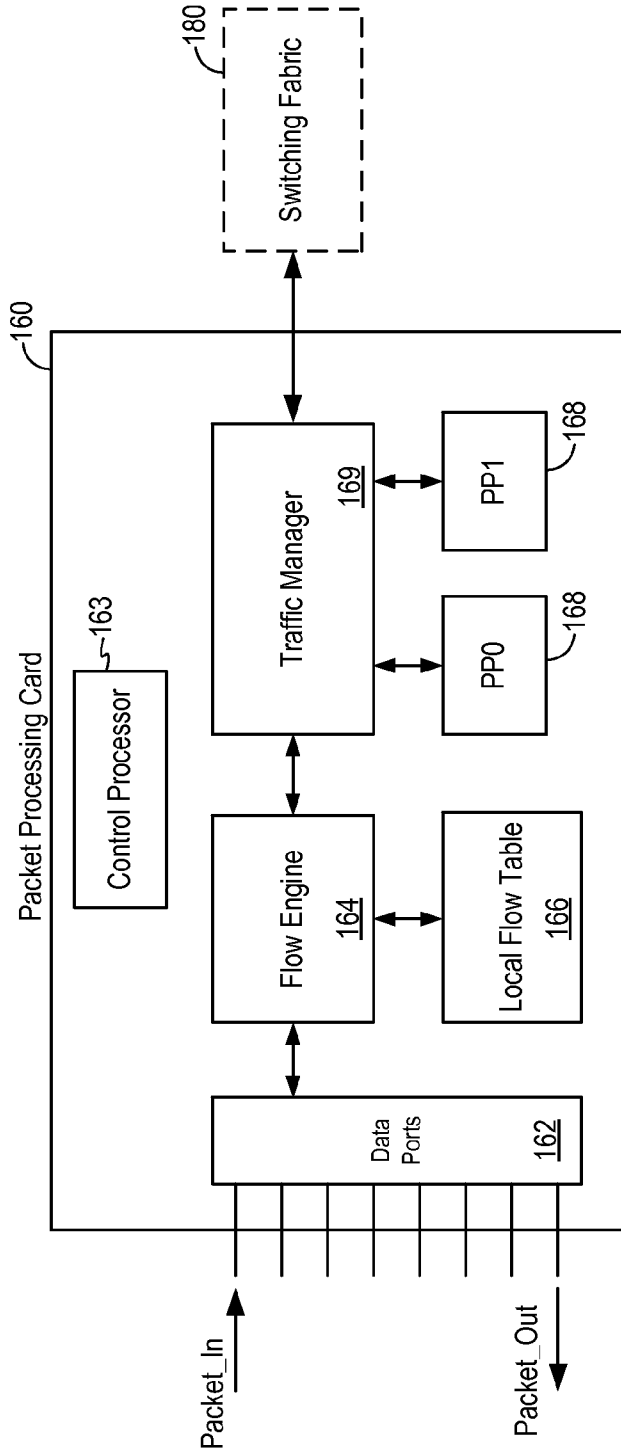 Packet Processing Card
160
180
Control Processor
163
Packet_In
Packet_Out
Data
Ports
162
Flow Engine
164
Traffic Manager
169
Switching Fabric
Local Flow Table
166
PP0
168
PP1
168